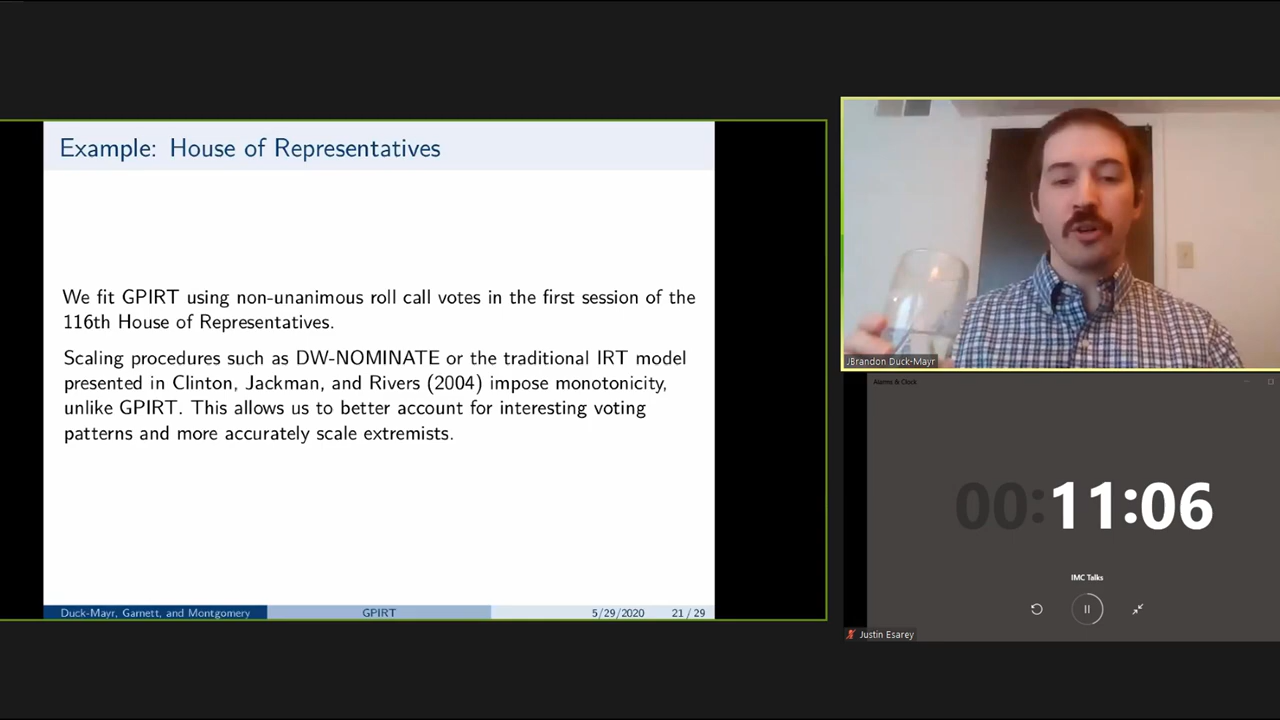 Example: House of Representatives
We fit GPIRT using non-unanimous roll call votes in the first session of the
116th House of Representatives.
Scaling procedures such as DW-NOMINATE or the traditional IRT model
presented in Clinton, Jackman, and Rivers (2004) impose monotonicity,
unlike GPIRT. This allows us to better account for interesting voting
patterns and more accurately scale extremists.
Duck-Mayr, Garnett, and Montgomery GPIRT 5/29/2020 21 / 29
JBrandon Duck-Mayr
Alarms & Clock
00:11:06
IMC Talks
Justin Esarey